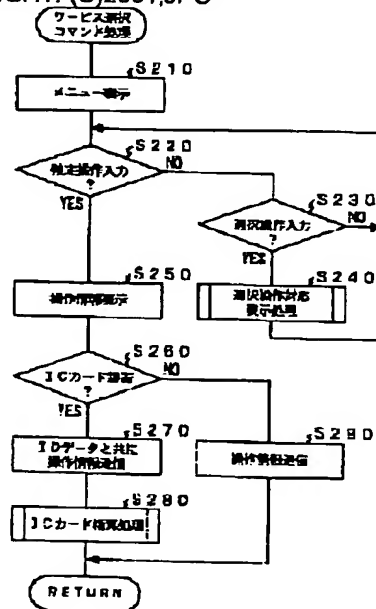 サービス選択
コマンド処理
S210
メニュー表示
S220
操作入力
?
NO
YES
S230
選択操作入力
?
NO
YES
S240
選択操作対応
表示処理
S250
操作情報表示
S260
ICカード
?
NO
YES
S270
IDデータと共に
操作情報送信
S290
操作情報送信
S280
ICカード精算処理
RETURN